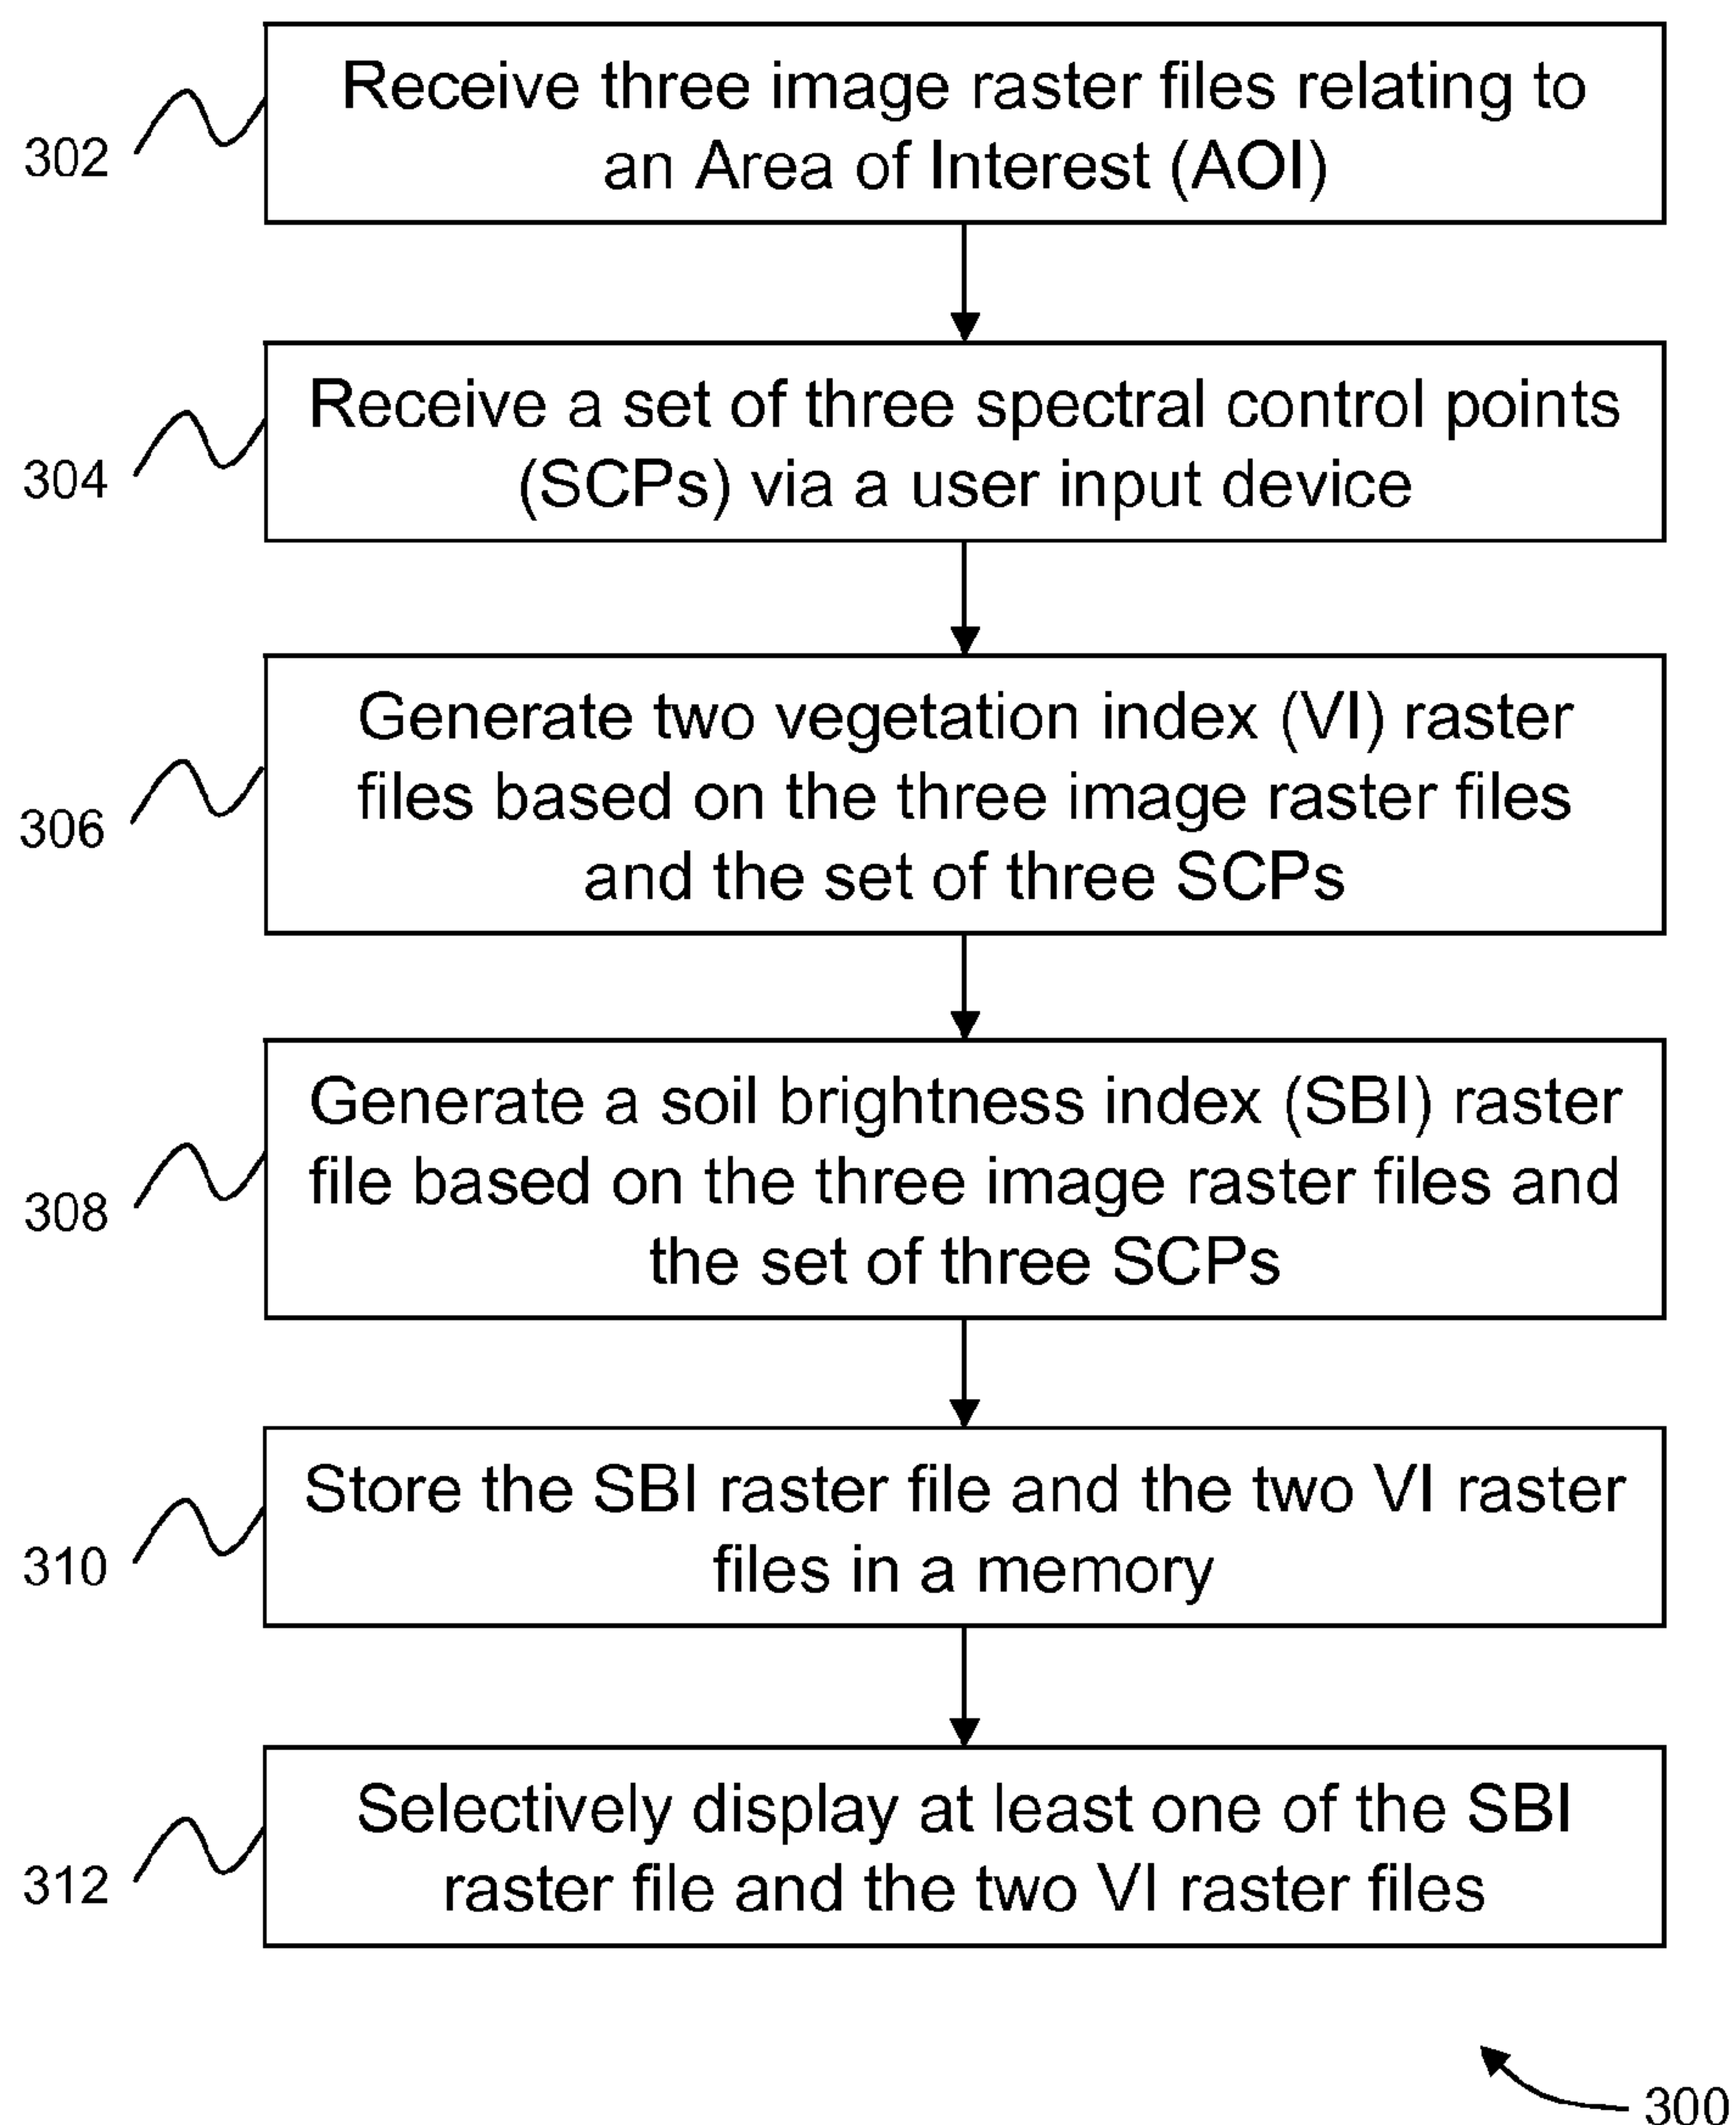 Receive three image raster files relating to
an Area of Interest (AOI)
302
Receive a set of three spectral control points
(SCPs) via a user input device
304
Generate two vegetation index (VI) raster
files based on the three image raster files
and the set of three SCPs
306
Generate a soil brightness index (SBI) raster
file based on the three image raster files and
the set of three SCPs
308
Store the SBI raster file and the two VI raster
files in a memory
310
Selectively display at least one of the SBI
raster file and the two VI raster files
312
300